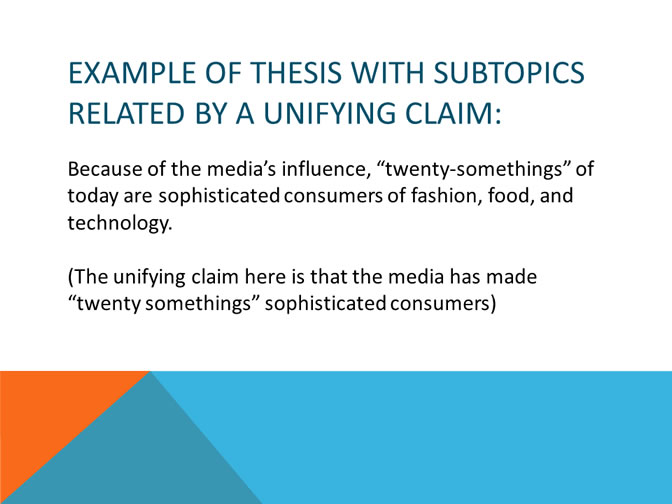 EXAMPLE OF THESIS WITH SUBTOPICS
RELATED BY A UNIFYING CLAIM:
Because of the media’s influence, “twenty-somethings” of
today are sophisticated consumers of fashion, food, and
technology.
(The unifying claim here is that the media has made
“twenty somethings” sophisticated consumers)